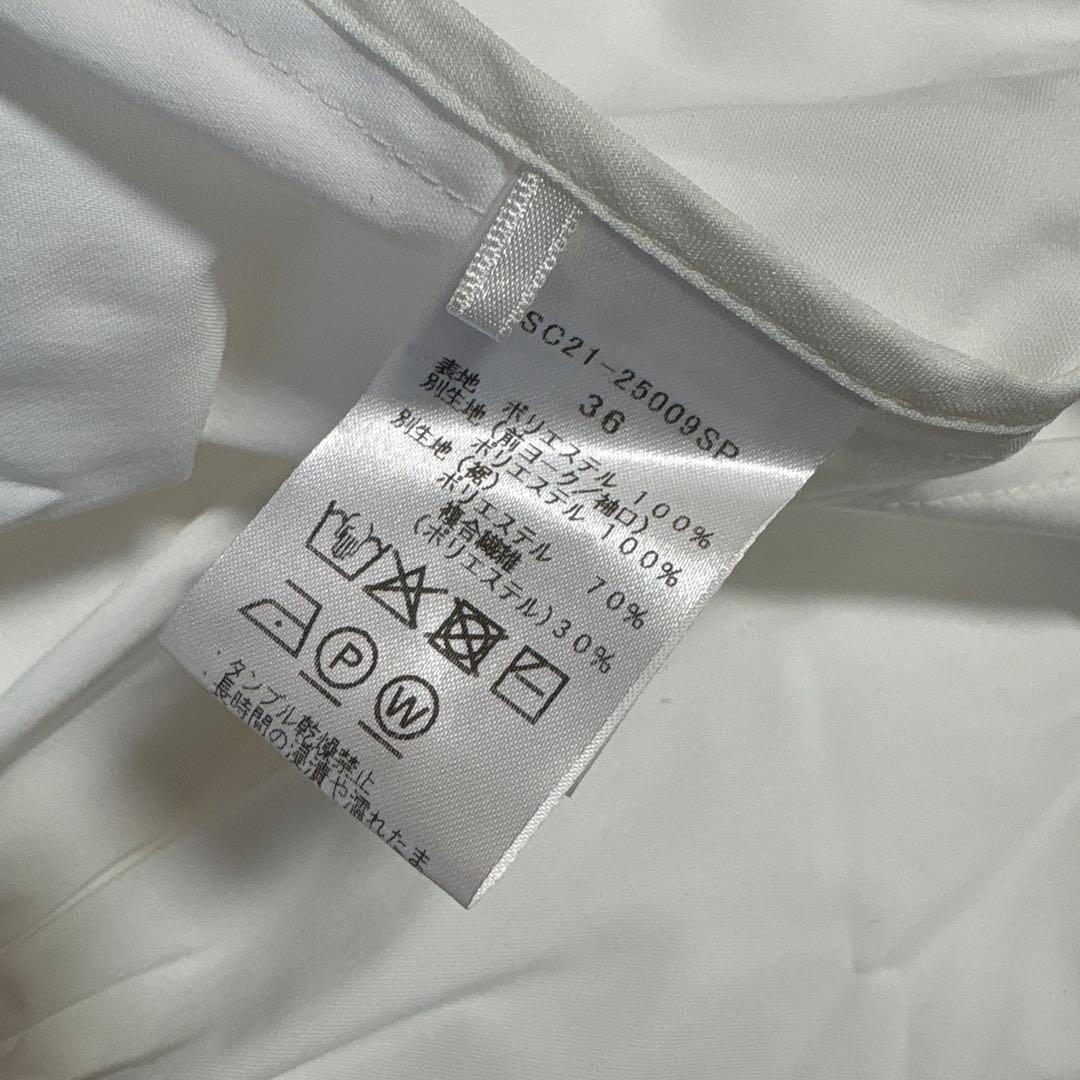 SC21-25009SP
36
表地 ポリエステル 100%
別生地 (前ヨーク/袖口)
ポリエステル 100%
別生地 (裾)
ポリエステル 70%
複合繊維
(ポリエステル)30%
P
W
.タンブル乾燥禁止
.長時間の浸漬や濡れたま